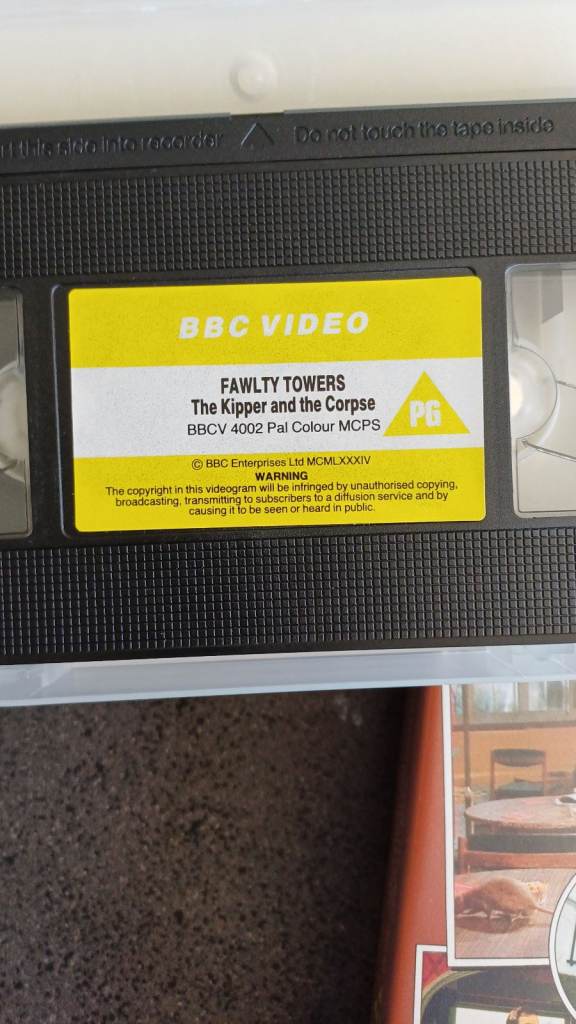 this side into recorder Do not touch the tape inside
BBC VIDEO
FAWLTY TOWERS
The Kipper and the Corpse
BBCV 4002 Pal Colour MCPS
PG
© BBC Enterprises Ltd MCMLXXXIV
WARNING
The copyright in this videogram will be infringed by unauthorised copying,
broadcasting, transmitting to subscribers to a diffusion service and by
causing it to be seen or heard in public.